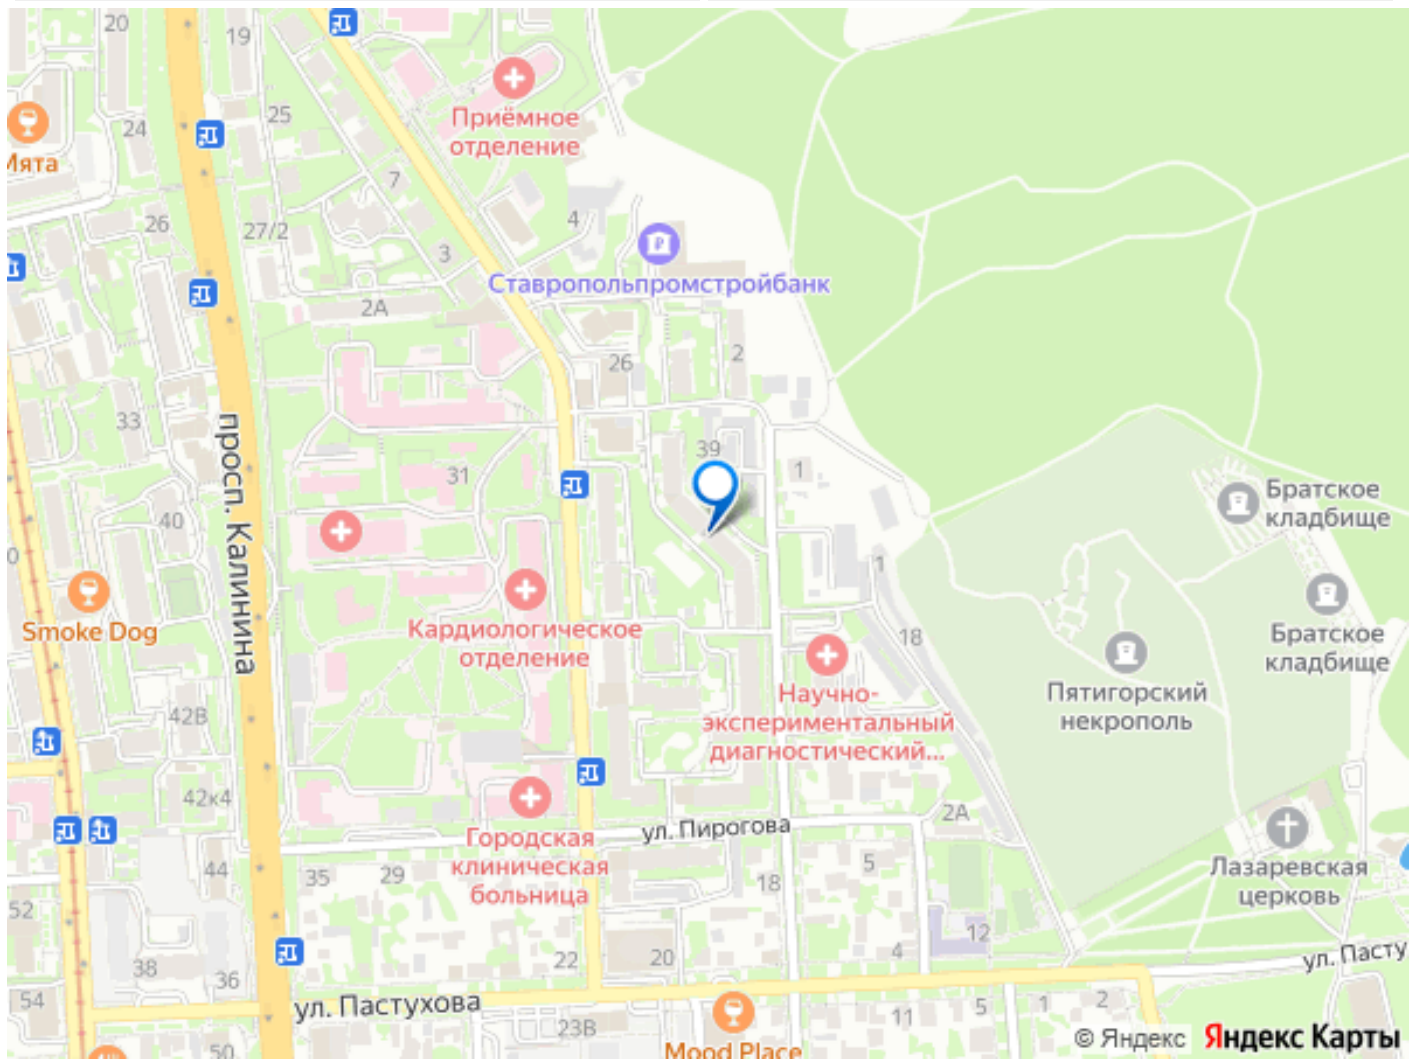 20
19
24
25
Приёмное
отделение
Мята
7
26
27/2
4
3
Ставропольпромстройбанк
2А
26
2
33
просп. Калинина
39
31
1
Братское
кладбище
40
1
Smoke Dog
Кардиологическое
отделение
18
Братское
кладбище
Научно-
экспериментальный
диагностический...
Пятигорский
некрополь
42В
42к4
Городская
клиническая
больница
ул. Пирогова
2А
Лазаревская
церковь
44
35
29
5
18
52
12
38
36
22
20
4
ул. Пасту
54
ул. Пастухова
23В
11
5
1
2
50
Mood Place
© Яндекс Яндекс Карты